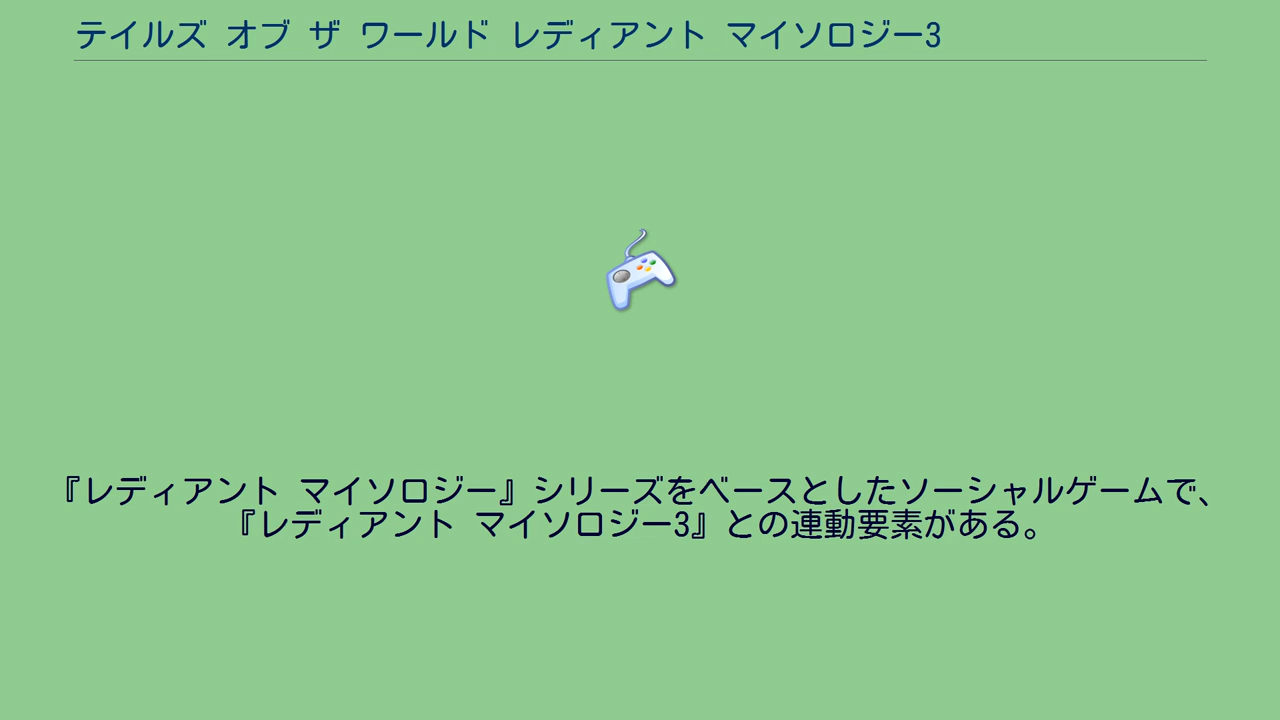 テイルズ オブ ザ ワールド レディアント マイソロジー3
『レディアント マイソロジー』シリーズをベースとしたソーシャルゲームで、
『レディアント マイソロジー3』との連動要素がある。